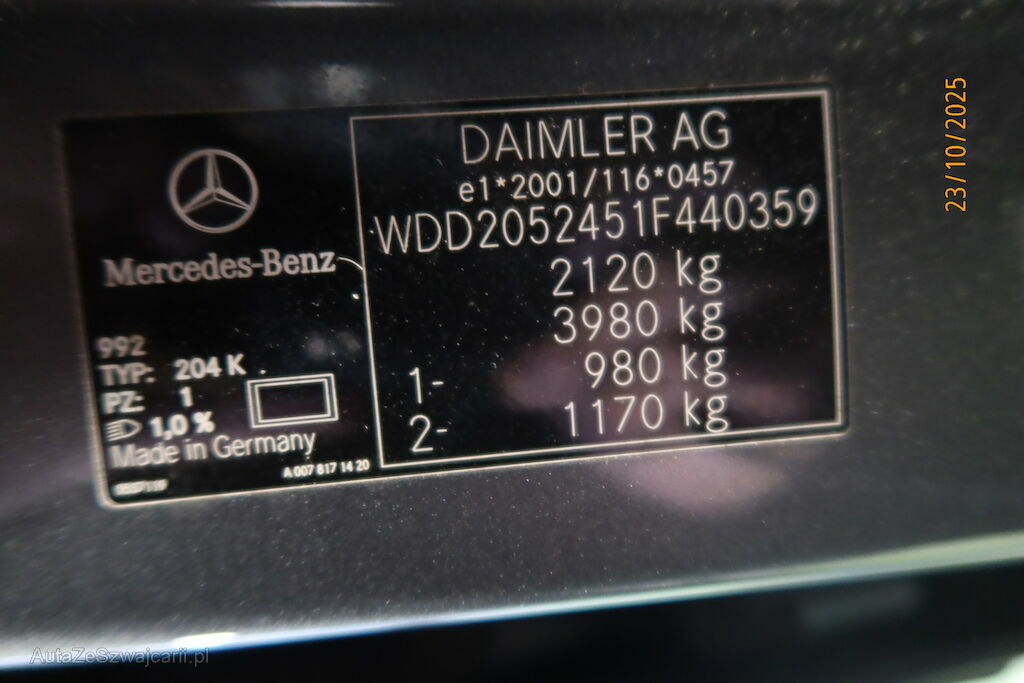 Mercedes-Benz
992
TYP: 204 K
PZ: 1
1,0 %
Made in Germany
A 007 817 14 20
DAIMLER AG
e1*2001/116*0457
WDD2052451F440359
2120 kg
3980 kg
1- 980 kg
2- 1170 kg
23/10/2025
AutaZeSzwajcarii.pl